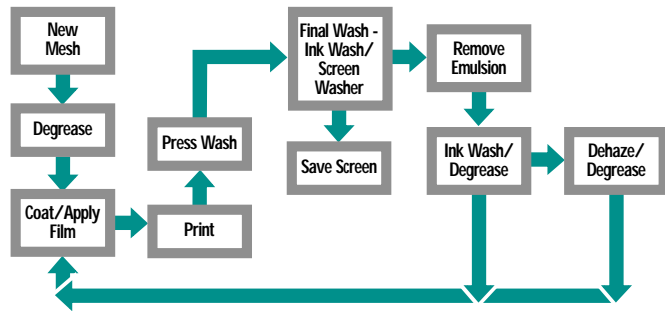 New
Mesh
Degrease
Coat/Apply
Film
Print
Press Wash
Final Wash -
Ink Wash/
Screen
Washer
Save Screen
Remove
Emulsion
Ink Wash/
Degrease
Dehaze/
Degrease